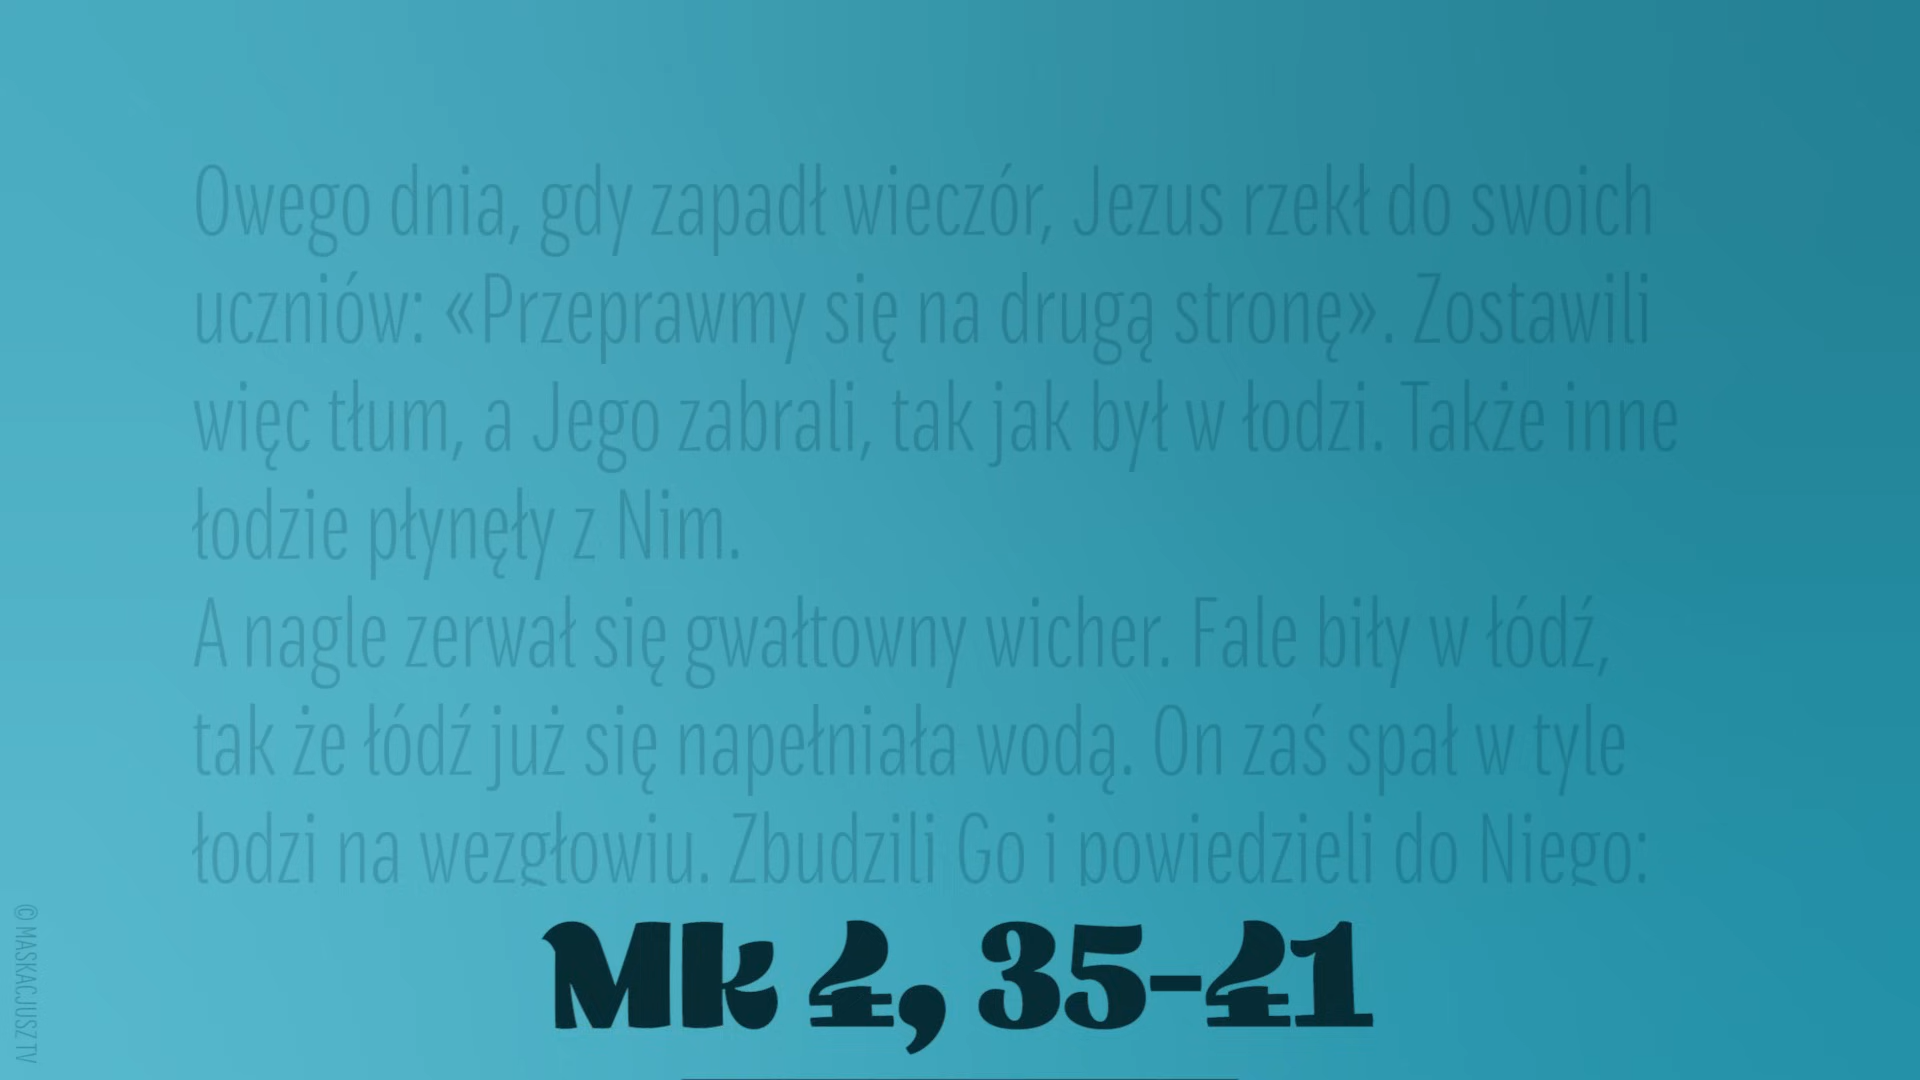 Owego dnia, gdy zapadł wieczór, Jezus rzekł do swoich
uczniów: «Przeprawmy się na drugą stronę». Zostawili
więc tłum, a Jego zabrali, tak jak był w łodzi. Także inne
łodzie płynęły z Nim.
A nagle zerwał się gwałtowny wicher. Fale biły w łódź,
tak że łódź już się napełniała wodą. On zaś spał w tyle
łodzi na wezgłowiu. Zbudzili Go i powiedzieli do Niego:
Mk 4, 35-41
© MASKACJUSZ TV